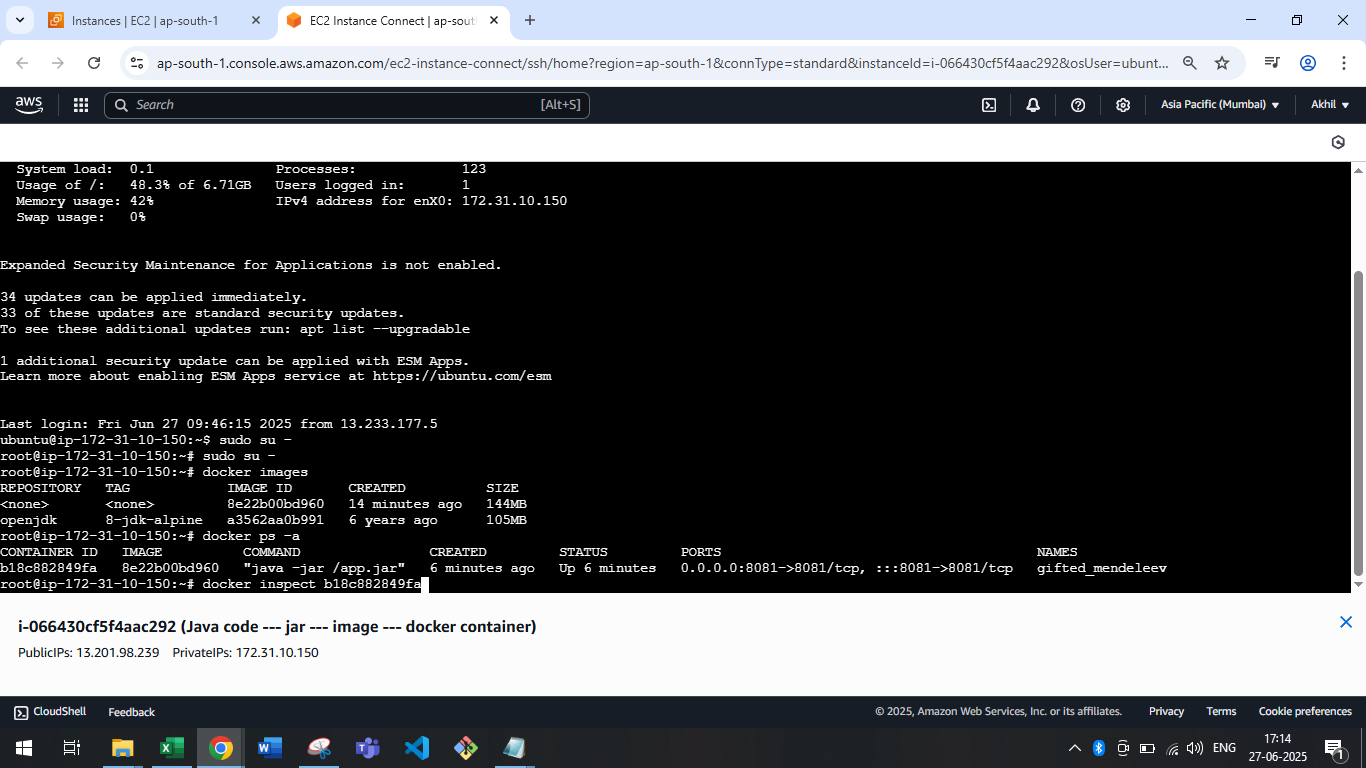 Instances | EC2 | ap-south-1
EC2 Instance Connect | ap-sou
ap-south-1.console.aws.amazon.com/ec2-instance-connect/ssh/home?region=ap-south-1&connType=standard&instanceId=i-066430cf5f4aac292&osUser=ubunt...
aws
Search
[Alt+S]
Asia Pacific (Mumbai)
Akhil
System load: 0.1 Processes: 123
Usage of /: 48.3% of 6.71GB Users logged in: 1
Memory usage: 42% IPv4 address for enX0: 172.31.10.150
Swap usage: 0%
Expanded Security Maintenance for Applications is not enabled.
34 updates can be applied immediately.
33 of these updates are standard security updates.
To see these additional updates run: apt list --upgradable
1 additional security update can be applied with ESM Apps.
Learn more about enabling ESM Apps service at https://ubuntu.com/esm
Last login: Fri Jun 27 09:46:15 2025 from 13.233.177.5
ubuntu@ip-172-31-10-150:~$ sudo su -
root@ip-172-31-10-150:~# sudo su -
root@ip-172-31-10-150:~# docker images
REPOSITORY TAG IMAGE ID CREATED SIZE
<none> <none> 8e22b00bd960 14 minutes ago 144MB
openjdk 8-jdk-alpine a3562aa0b991 6 years ago 105MB
root@ip-172-31-10-150:~# docker ps -a
CONTAINER ID IMAGE COMMAND CREATED STATUS PORTS NAMES
b18c882849fa 8e22b00bd960 "java -jar /app.jar" 6 minutes ago Up 6 minutes 0.0.0.0:8081->8081/tcp, :::8081->8081/tcp gifted_mendeleev
root@ip-172-31-10-150:~# docker inspect b18c882849fa
i-066430cf5f4aac292 (Java code --- jar --- image --- docker container)
PublicIPs: 13.201.98.239 PrivateIPs: 172.31.10.150
CloudShell Feedback © 2025, Amazon Web Services, Inc. or its affiliates. Privacy Terms Cookie preferences
ENG
17:14
27-06-2025
1